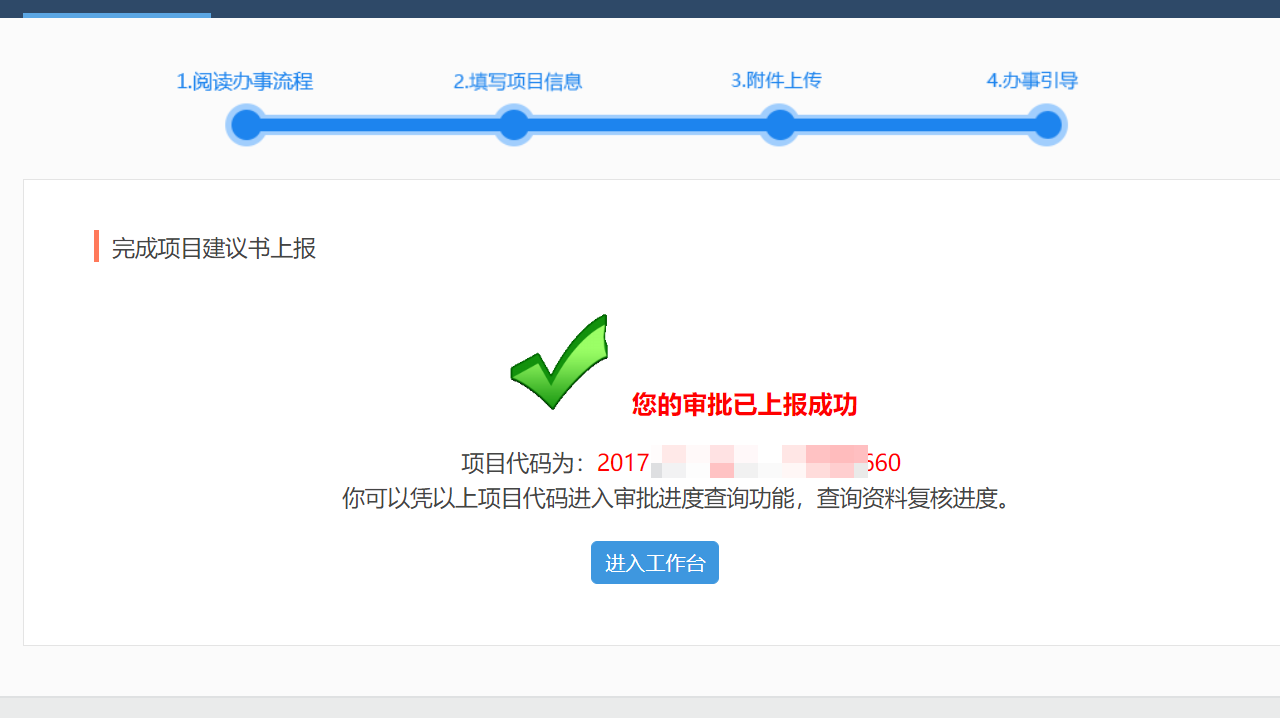 1.阅读办事流程 2.填写项目信息 3.附件上传 4.办事引导
完成项目建议书上报
您的审批已上报成功
项目代码为：2017 660
你可以凭以上项目代码进入审批进度查询功能，查询资料复核进度。
进入工作台